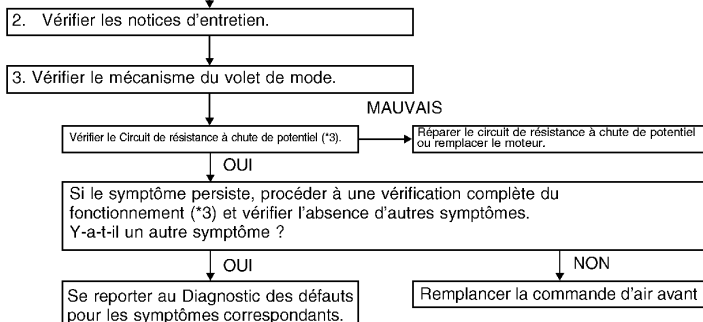 2. Vérifier les notices d'entretien.
3. Vérifier le mécanisme du volet de mode.
MAUVAIS
Vérifier le Circuit de résistance à chute de potentiel (*3).
Réparer le circuit de résistance à chute de potentiel
ou remplacer le moteur.
OUI
Si le symptôme persiste, procéder à une vérification complète du
fonctionnement (*3) et vérifier l'absence d'autres symptômes.
Y-a-t-il un autre symptôme ?
OUI
NON
Se reporter au Diagnostic des défauts
pour les symptômes correspondants.
Remplancer la commande d'air avant